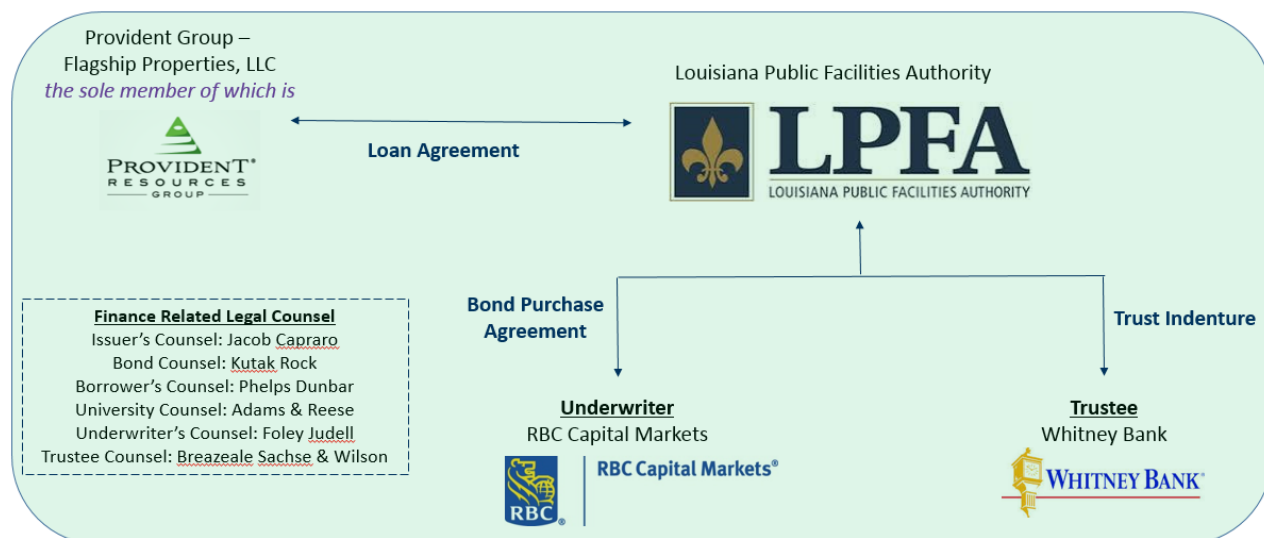 Provident Group –
Flagship Properties, LLC
the sole member of which is
PROVIDENT®
RESOURCES
GROUP
Loan Agreement
Louisiana Public Facilities Authority
LPFA
LOUISIANA PUBLIC FACILITIES AUTHORITY
Finance Related Legal Counsel
Issuer’s Counsel: Jacob Capraro
Bond Counsel: Kutak Rock
Borrower’s Counsel: Phelps Dunbar
University Counsel: Adams & Reese
Underwriter’s Counsel: Foley Judell
Trustee Counsel: Breazeale Sachse & Wilson
Bond Purchase
Agreement
Trust Indenture
Underwriter
RBC Capital Markets
RBC®
RBC Capital Markets®
Trustee
Whitney Bank
WHITNEY BANK®